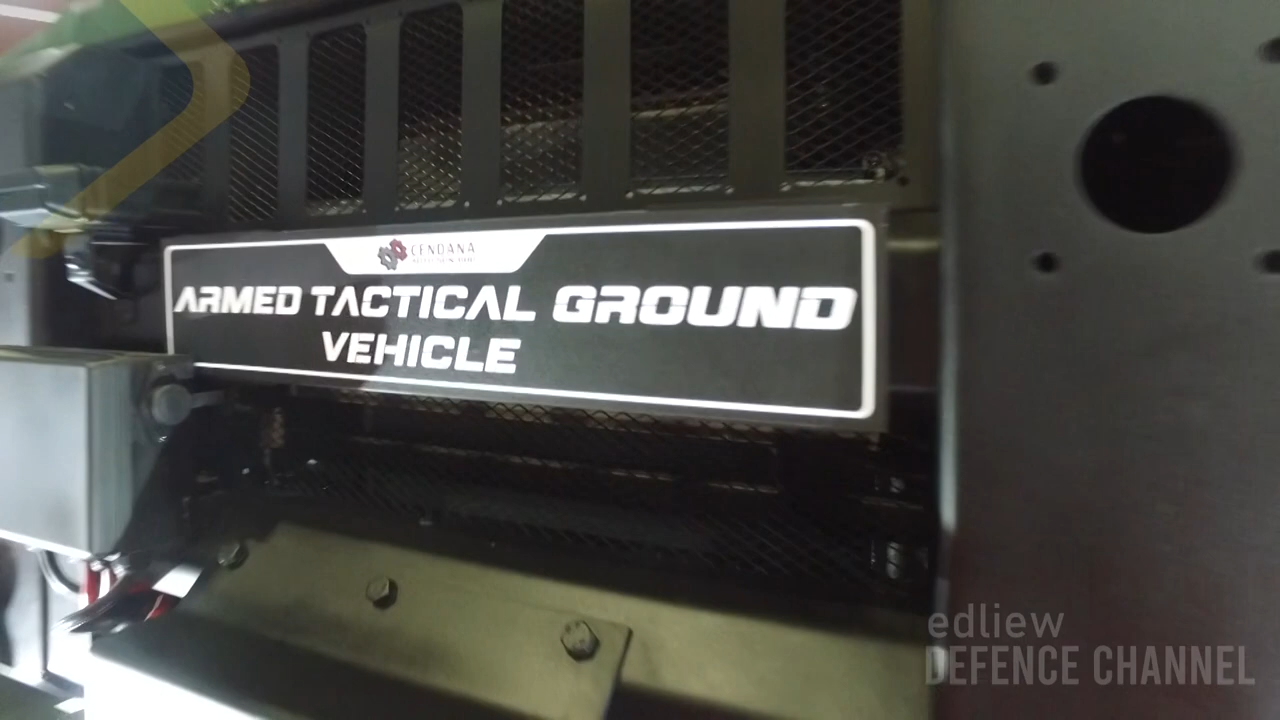 CENDANA
ARMED TACTICAL GROUND
VEHICLE
edliew
DEFENCE CHANNEL